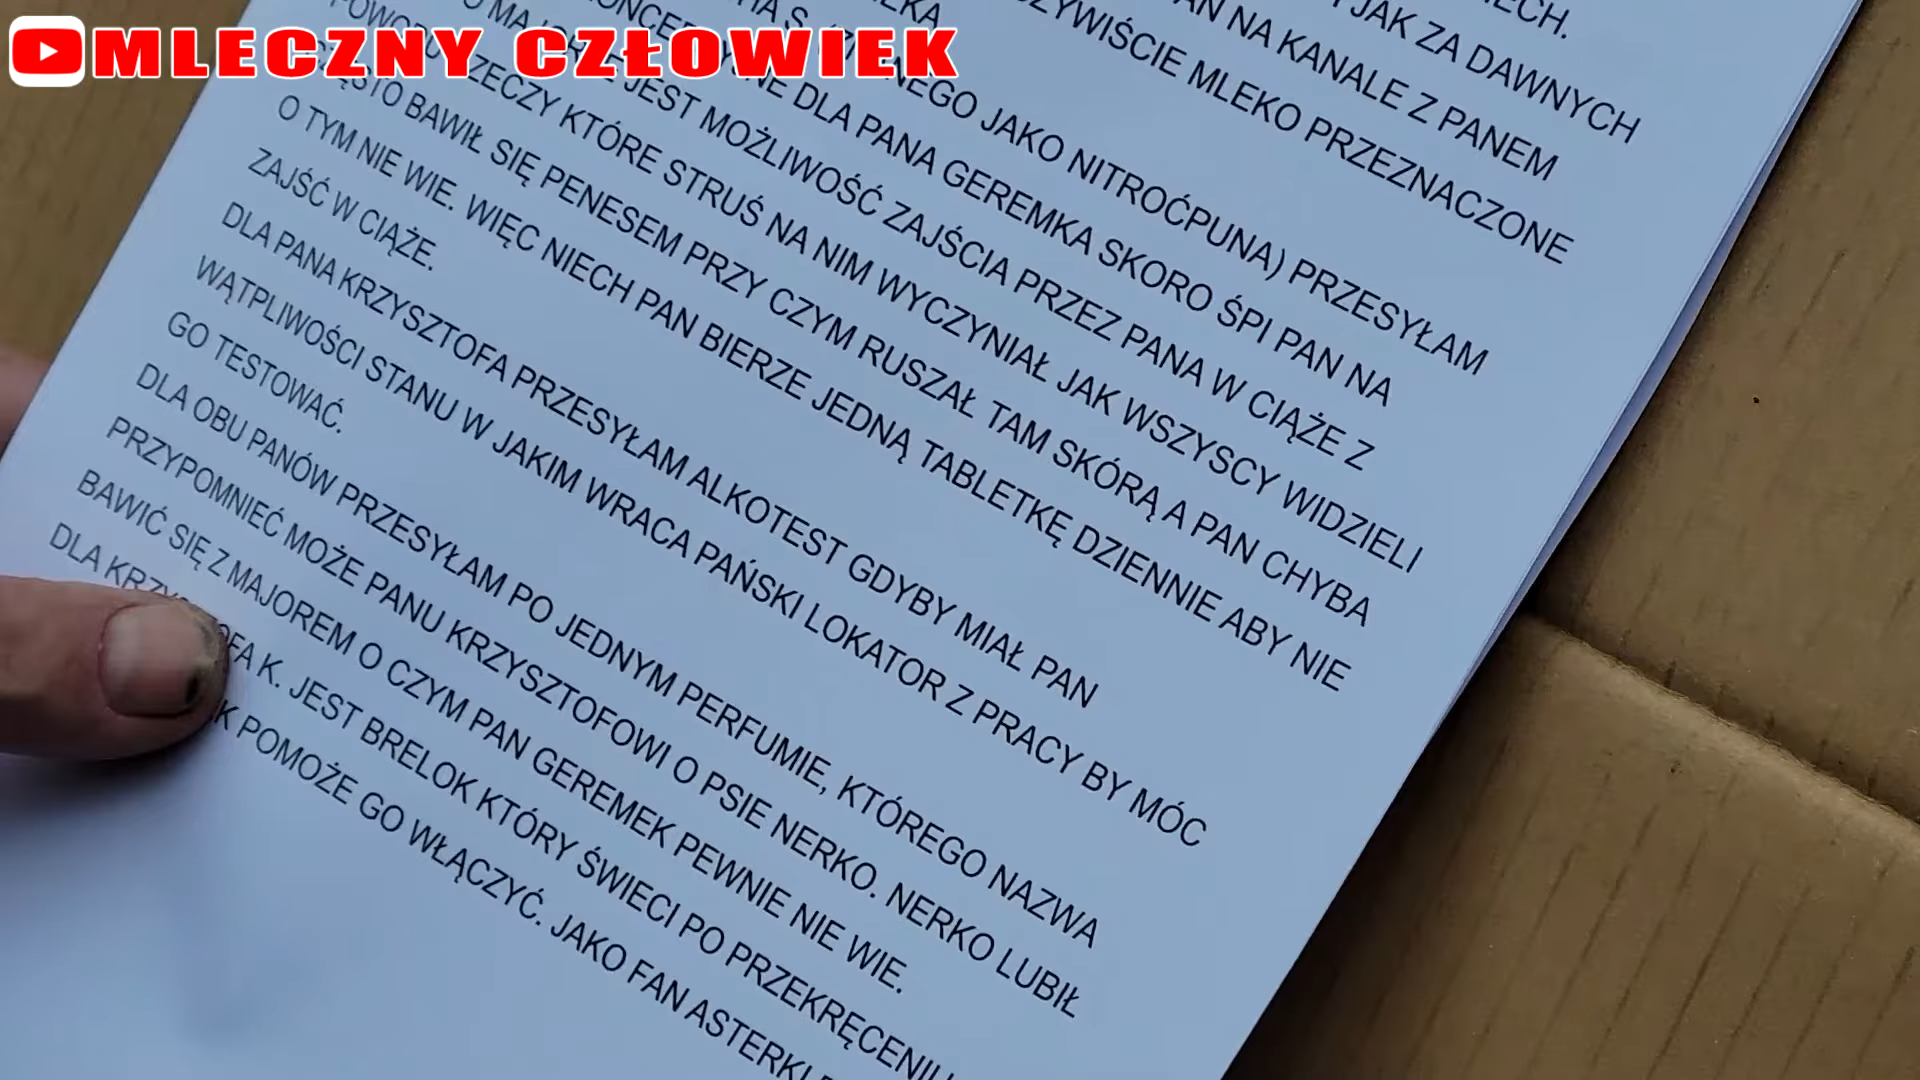 MLECZNY CZŁOWIEK
JAK ZA DAWNYCH
NA KANALE Z PANEM
MLEKO PRZEZNACZONE
S. JAKO NITROĆPUNA) PRZESYŁAM
DLA PANA GEREMKA SKORO ŚPI PAN NA
JEST MOŻLIWOŚĆ ZAJŚCIA PRZEZ PANA W CIĄŻE Z
POWODU RZECZY KTÓRE STRUŚ NA NIM WYCZYNIAŁ JAK WSZYSCY WIDZIELI
CZĘSTO BAWIŁ SIĘ PENESEM PRZY CZYM RUSZAŁ TAM SKÓRĄ A PAN CHYBA
O TYM NIE WIE. WIĘC NIECH PAN BIERZE JEDNĄ TABLETKĘ DZIENNIE ABY NIE
ZAJŚĆ W CIĄŻE.
DLA PANA KRZYSZTOFA PRZESYŁAM ALKOTEST GDYBY MIAŁ PAN
WĄTPLIWOŚCI STANU W JAKIM WRACA PAŃSKI LOKATOR Z PRACY BY MÓC
GO TESTOWAĆ.
DLA OBU PANÓW PRZESYŁAM PO JEDNYM PERFUMIE, KTÓREGO NAZWA
PRZYPOMNIEĆ MOŻE PANU KRZYSZTOFOWI O PSIE NERKO. NERKO LUBIŁ
BAWIĆ SIĘ Z MAJOREM O CZYM PAN GEREMEK PEWNIE NIE WIE.
DLA K. JEST BRELOK KTÓRY ŚWIECI PO PRZEKRĘCENIU
POMOŻE GO WŁĄCZYĆ. JAKO FAN